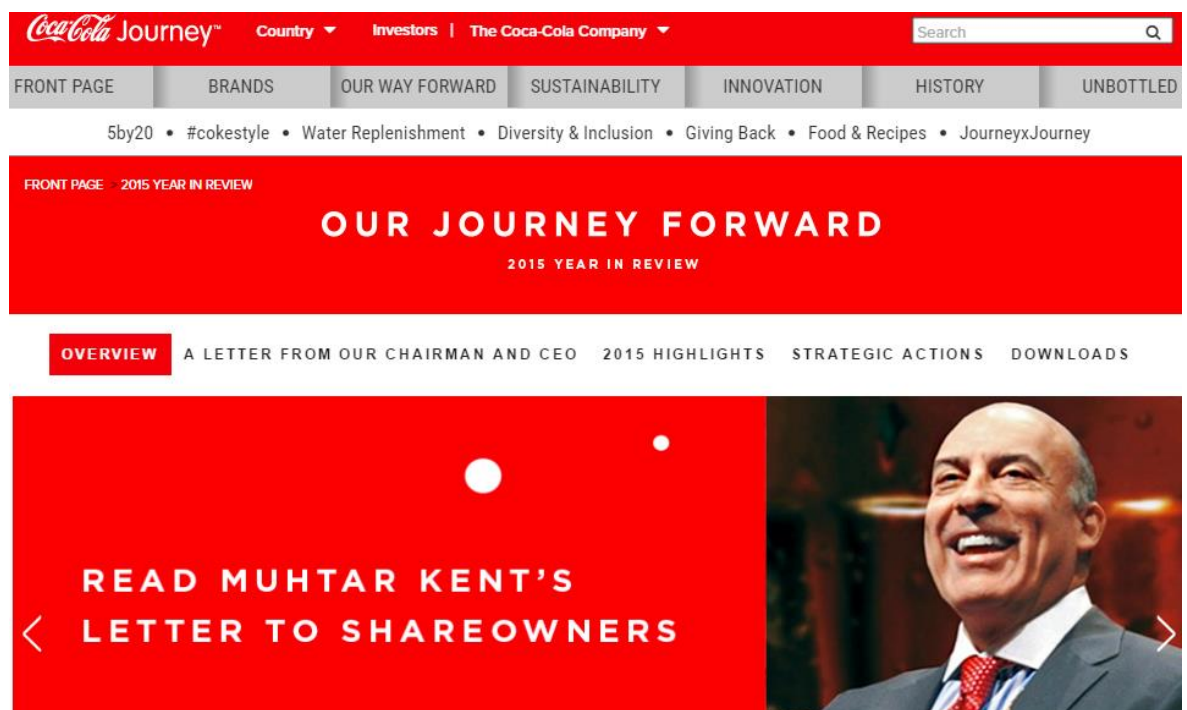 Coca-Cola Journey™ Country Investors | The Coca-Cola Company Search
FRONT PAGE BRANDS OUR WAY FORWARD SUSTAINABILITY INNOVATION HISTORY UNBOTTLED
5by20 • #cokestyle • Water Replenishment • Diversity & Inclusion • Giving Back • Food & Recipes • JourneyxJourney
FRONT PAGE > 2015 YEAR IN REVIEW
OUR JOURNEY FORWARD
2015 YEAR IN REVIEW
OVERVIEW A LETTER FROM OUR CHAIRMAN AND CEO 2015 HIGHLIGHTS STRATEGIC ACTIONS DOWNLOADS
READ MUHTAR KENT'S
LETTER TO SHAREOWNERS